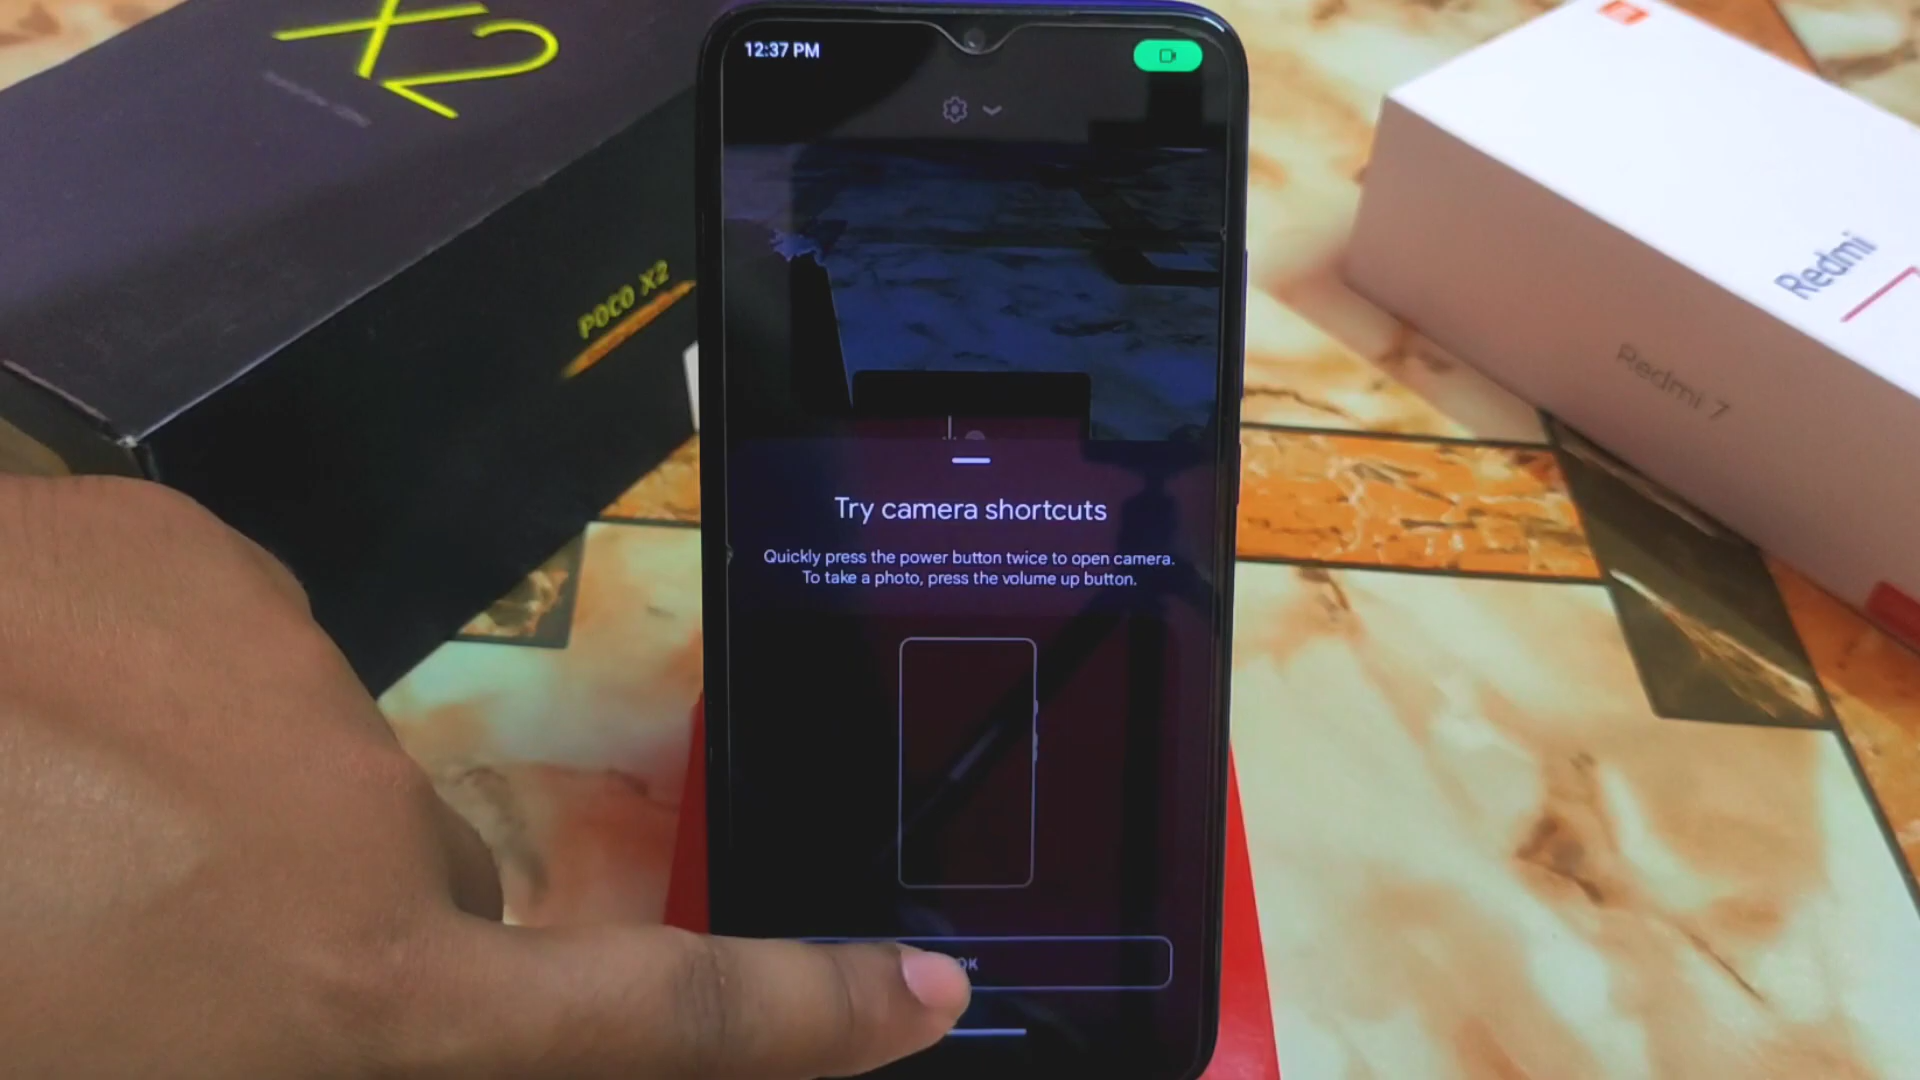 X2
POCO X2
12:37 PM
Try camera shortcuts
Quickly press the power button twice to open camera.
To take a photo, press the volume up button.
OK
Redmi
Redmi 7